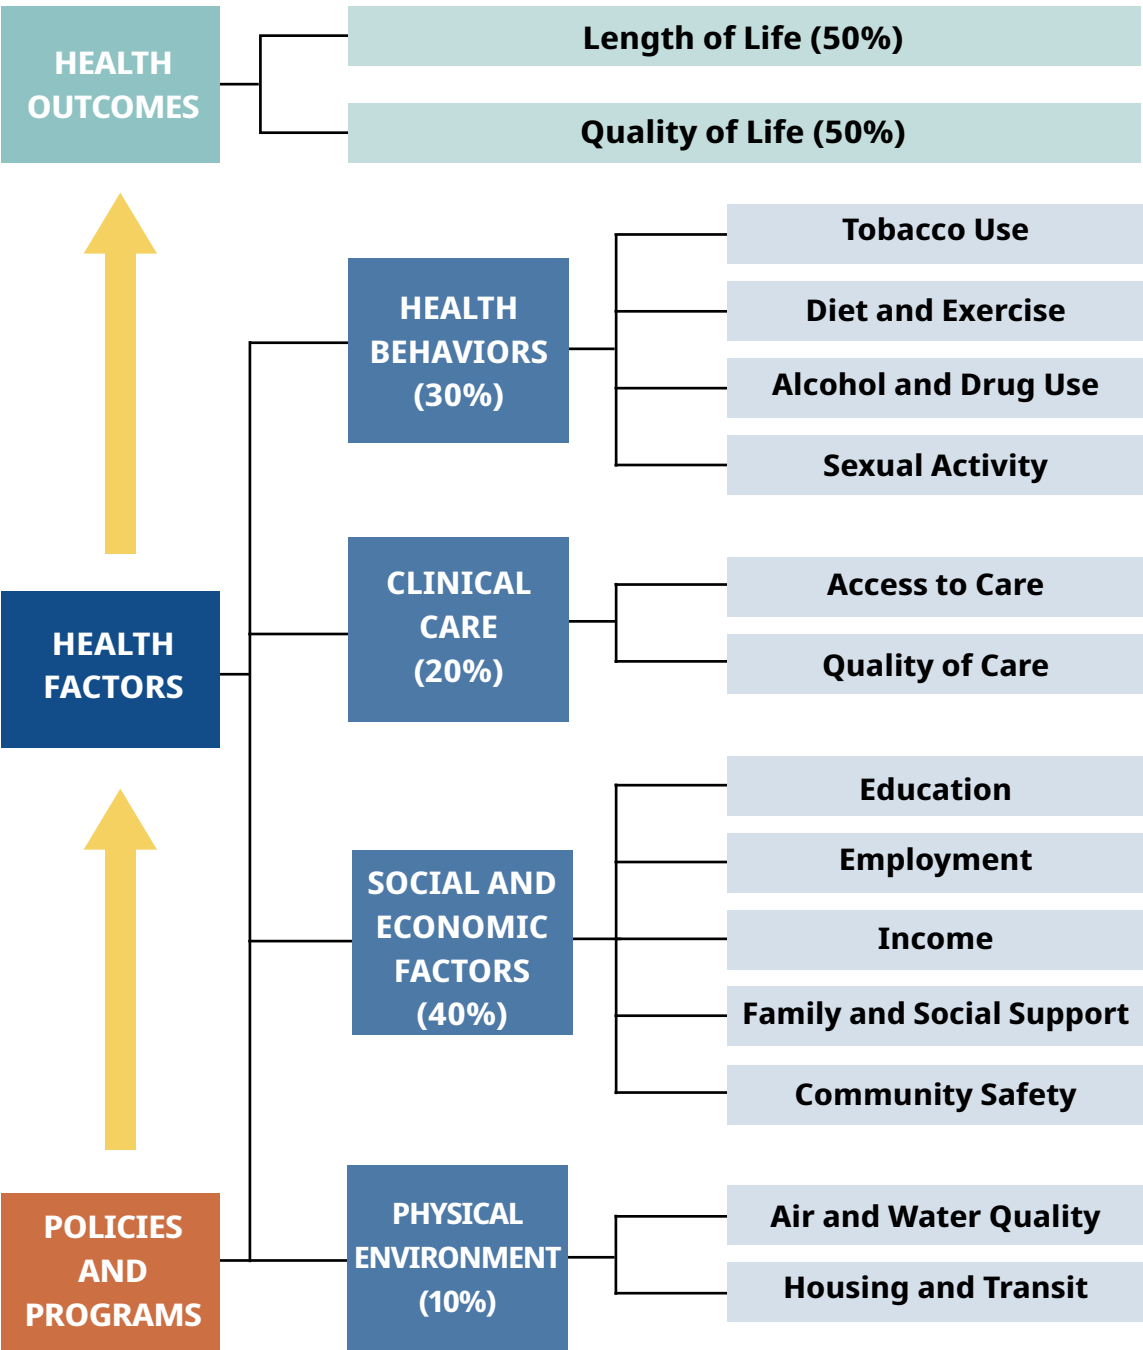 HEALTH
OUTCOMES
Length of Life (50%)
Quality of Life (50%)
HEALTH
FACTORS
HEALTH
BEHAVIORS
(30%)
Tobacco Use
Diet and Exercise
Alcohol and Drug Use
Sexual Activity
CLINICAL
CARE
(20%)
Access to Care
Quality of Care
SOCIAL AND
ECONOMIC
FACTORS
(40%)
Education
Employment
Income
Family and Social Support
Community Safety
POLICIES
AND
PROGRAMS
PHYSICAL
ENVIRONMENT
(10%)
Air and Water Quality
Housing and Transit